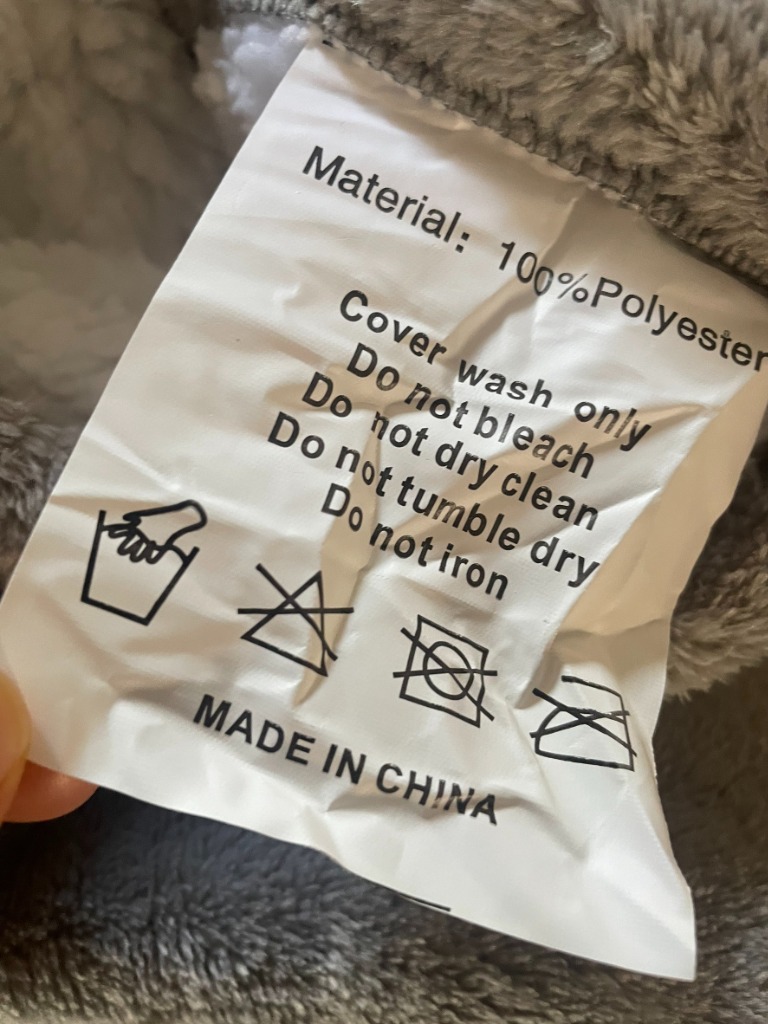 Material: 100%Polyester
Cover wash only
Do not bleach
Do not dry clean
Do not tumble dry
Do not iron
MADE IN CHINA